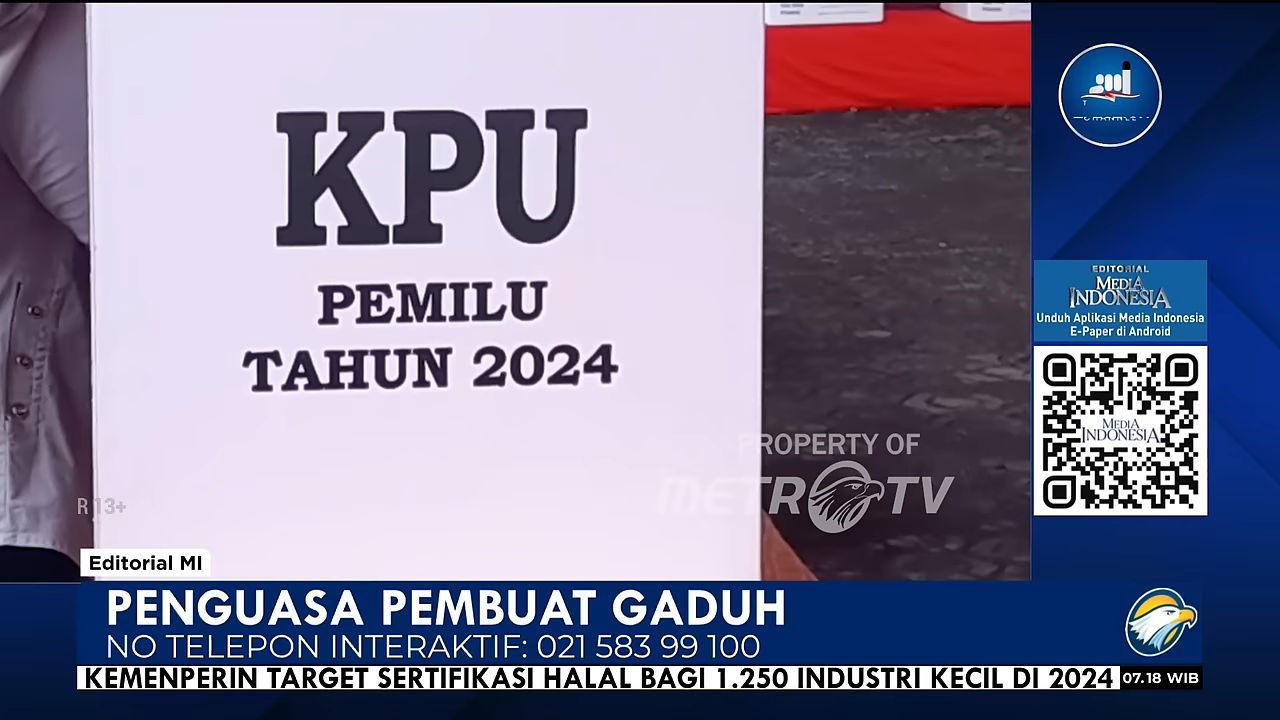 KPU
PEMILU
TAHUN 2024
PROPERTY OF
METRO TV
R 13+
EDITORIAL
MEDIA
INDONESIA
Unduh Aplikasi Media Indonesia
E-Paper di Android
MEDIA
INDONESIA
Editorial MI
PENGUASA PEMBUAT GADUH
NO TELEPON INTERAKTIF: 021 583 99 100
KEMENPERIN TARGET SERTIFIKASI HALAL BAGI 1.250 INDUSTRI KECIL DI 2024
07.18 WIB